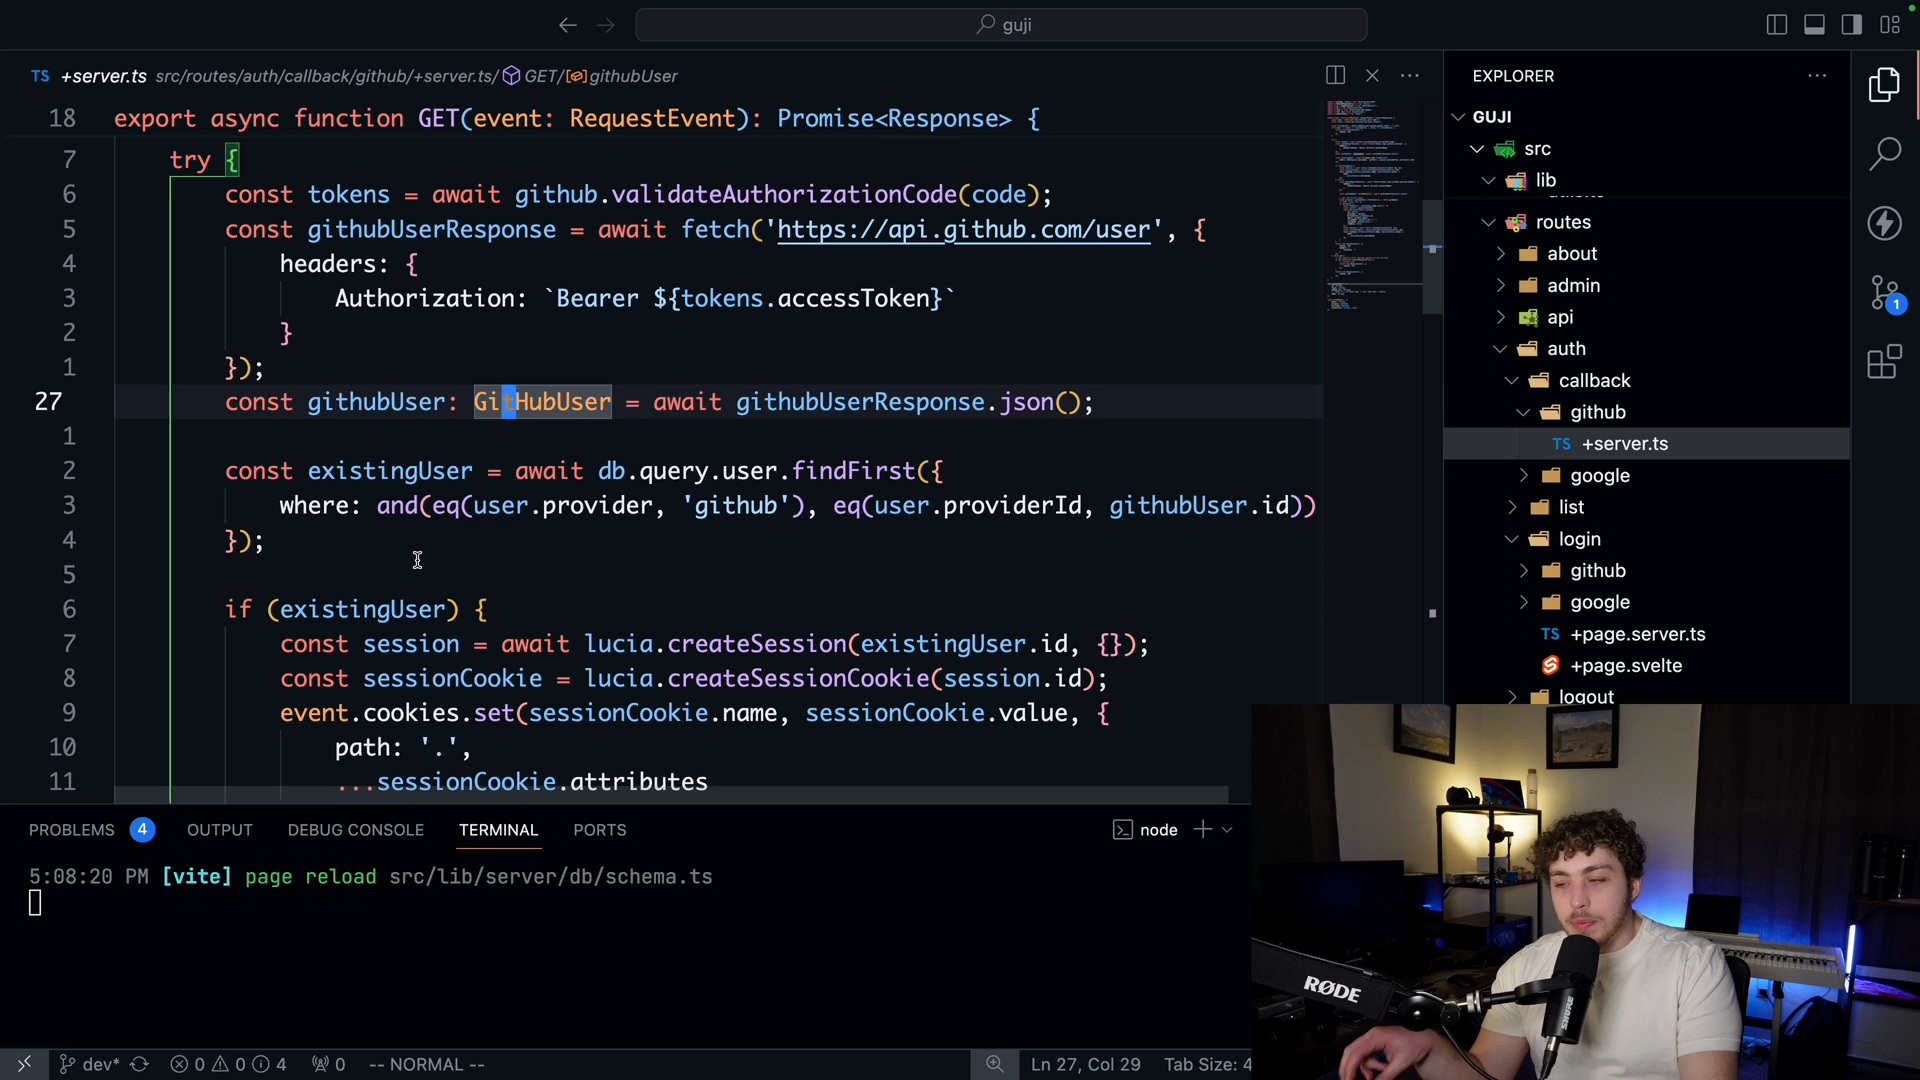 guji
TS +server.ts src/routes/auth/callback/github/+server.ts/ GET/ githubUser
18 export async function GET(event: RequestEvent): Promise<Response> {
7 try {
6 const tokens = await github.validateAuthorizationCode(code);
5 const githubUserResponse = await fetch('https://api.github.com/user', {
4 headers: {
3 Authorization: `Bearer ${tokens.accessToken}`
2 }
1 });
27 const githubUser: GitHubUser = await githubUserResponse.json();
1
2 const existingUser = await db.query.user.findFirst({
3 where: and(eq(user.provider, 'github'), eq(user.providerId, githubUser.id))
4 });
5
6 if (existingUser) {
7 const session = await lucia.createSession(existingUser.id, {});
8 const sessionCookie = lucia.createSessionCookie(session.id);
9 event.cookies.set(sessionCookie.name, sessionCookie.value, {
10 path: '.',
11 ...sessionCookie.attributes
EXPLORER
GUJI
src
lib
routes
about
admin
api
auth
callback
github
TS +server.ts
google
list
login
github
google
TS +page.server.ts
+page.svelte
logout
1
PROBLEMS 4 OUTPUT DEBUG CONSOLE TERMINAL PORTS
node
5:08:20 PM [vite] page reload src/lib/server/db/schema.ts
dev* 0 0 4 0 -- NORMAL -- Ln 27, Col 29 Tab Size: 4
RØDE
SHURE